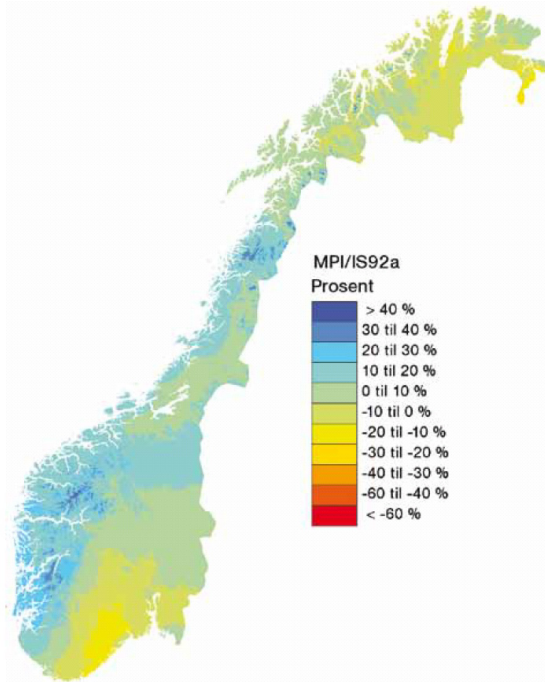 MPI/IS92a
Prosent
> 40 %
30 til 40 %
20 til 30 %
10 til 20 %
0 til 10 %
-10 til 0 %
-20 til -10 %
-30 til -20 %
-40 til -30 %
-60 til -40 %
< -60 %